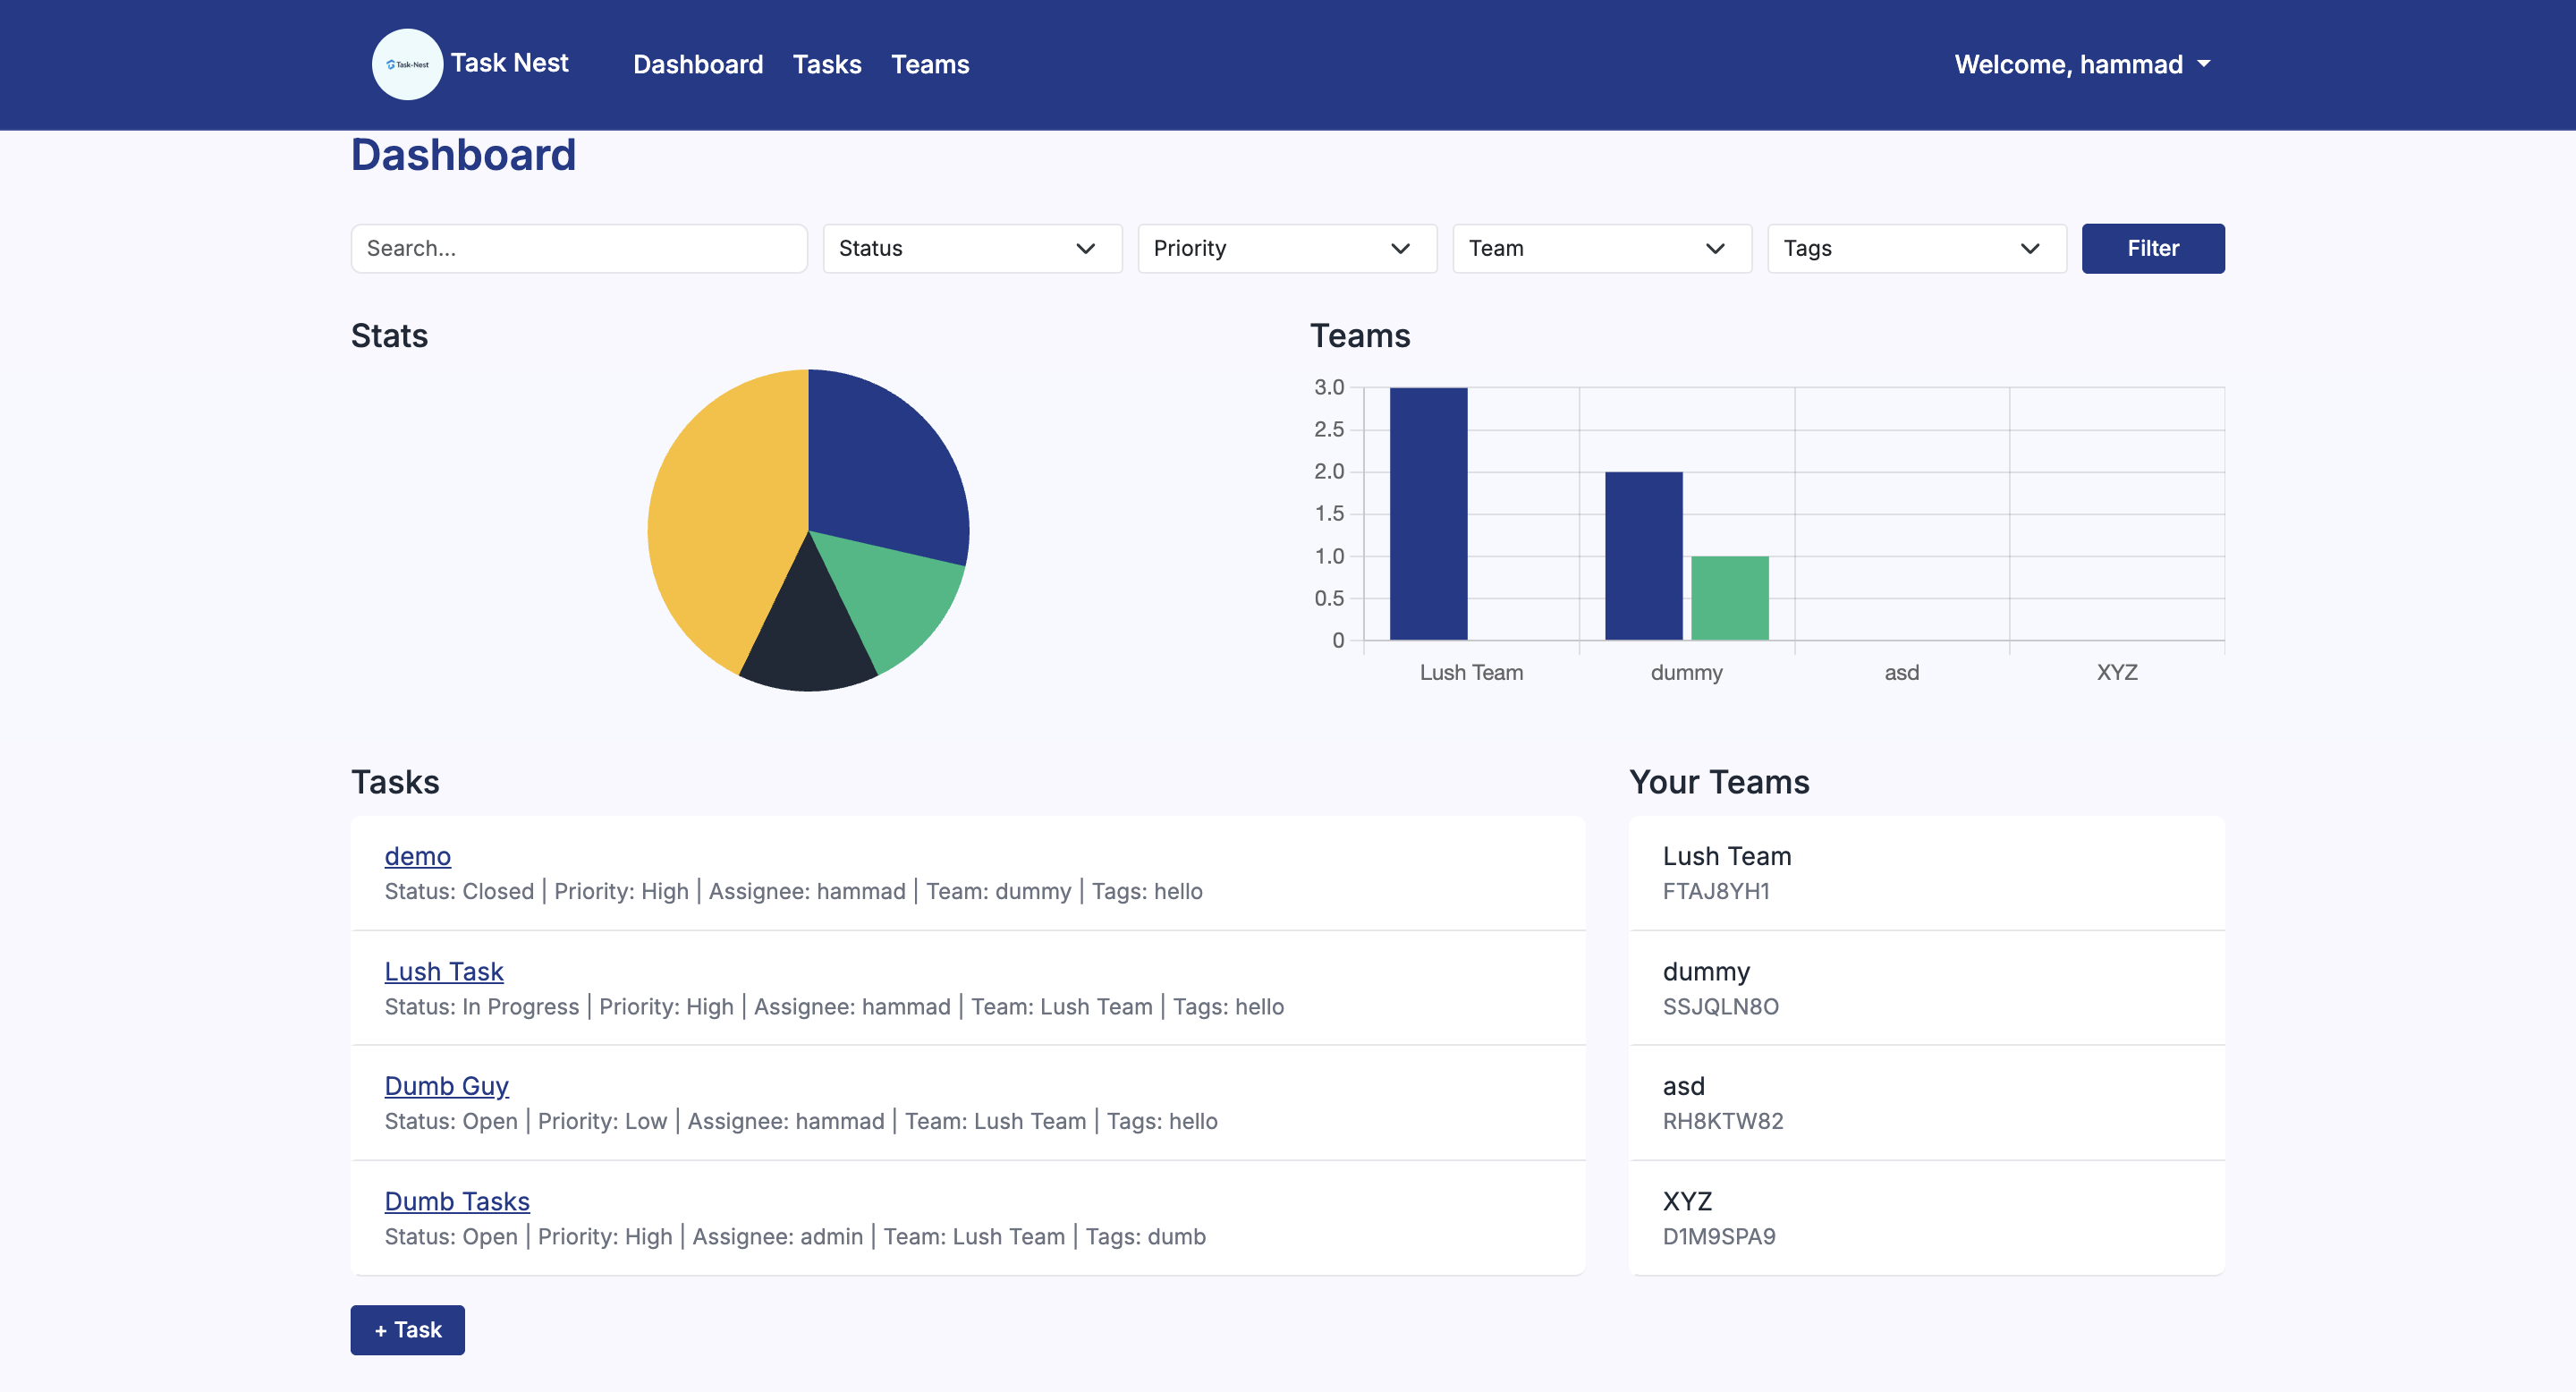 Task-Nest Task Nest Dashboard Tasks Teams Welcome, hammad
Dashboard
Search... Status Priority Team Tags Filter
Stats
Teams
3.0
2.5
2.0
1.5
1.0
0.5
0
Lush Team dummy asd XYZ
Tasks
demo
Status: Closed | Priority: High | Assignee: hammad | Team: dummy | Tags: hello
Lush Task
Status: In Progress | Priority: High | Assignee: hammad | Team: Lush Team | Tags: hello
Dumb Guy
Status: Open | Priority: Low | Assignee: hammad | Team: Lush Team | Tags: hello
Dumb Tasks
Status: Open | Priority: High | Assignee: admin | Team: Lush Team | Tags: dumb
+ Task
Your Teams
Lush Team
FTAJ8YH1
dummy
SSJQLN8O
asd
RH8KTW82
XYZ
D1M9SPA9